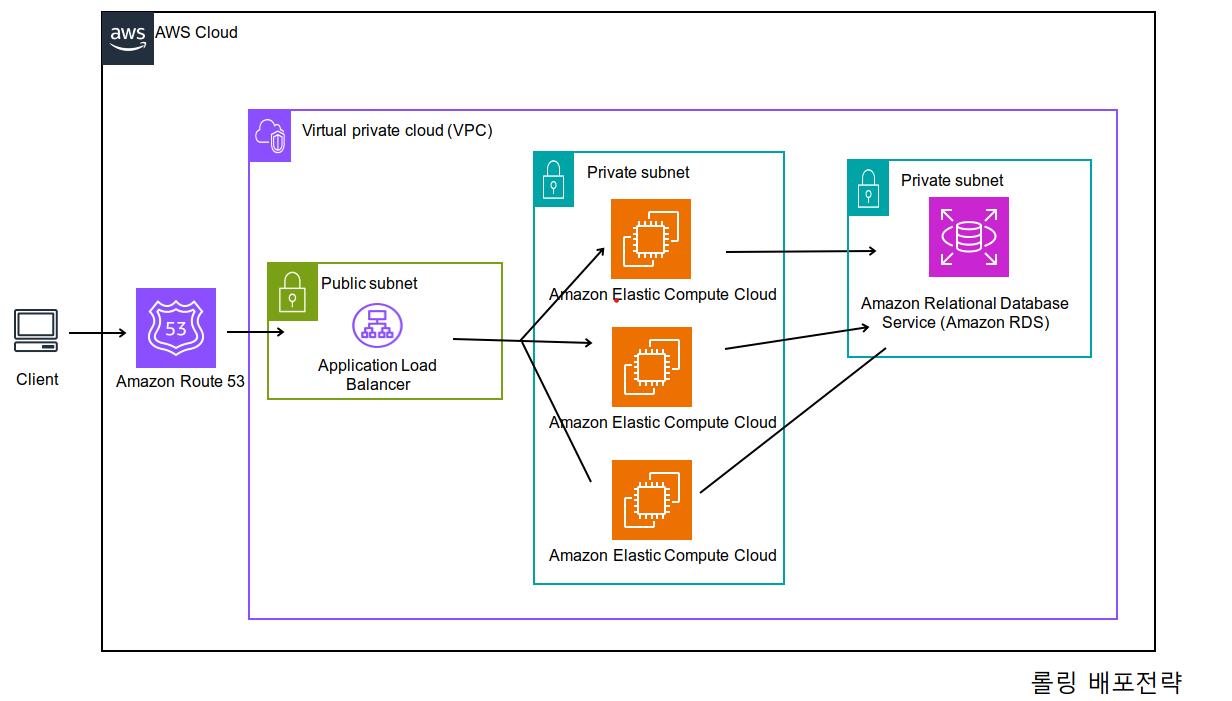 aws
AWS Cloud
Virtual private cloud (VPC)
Private subnet
Private subnet
Amazon Elastic Compute Cloud
Amazon Relational Database
Service (Amazon RDS)
Public subnet
Application Load
Balancer
53
Client
Amazon Route 53
Amazon Elastic Compute Cloud
Amazon Elastic Compute Cloud
롤링 배포전략